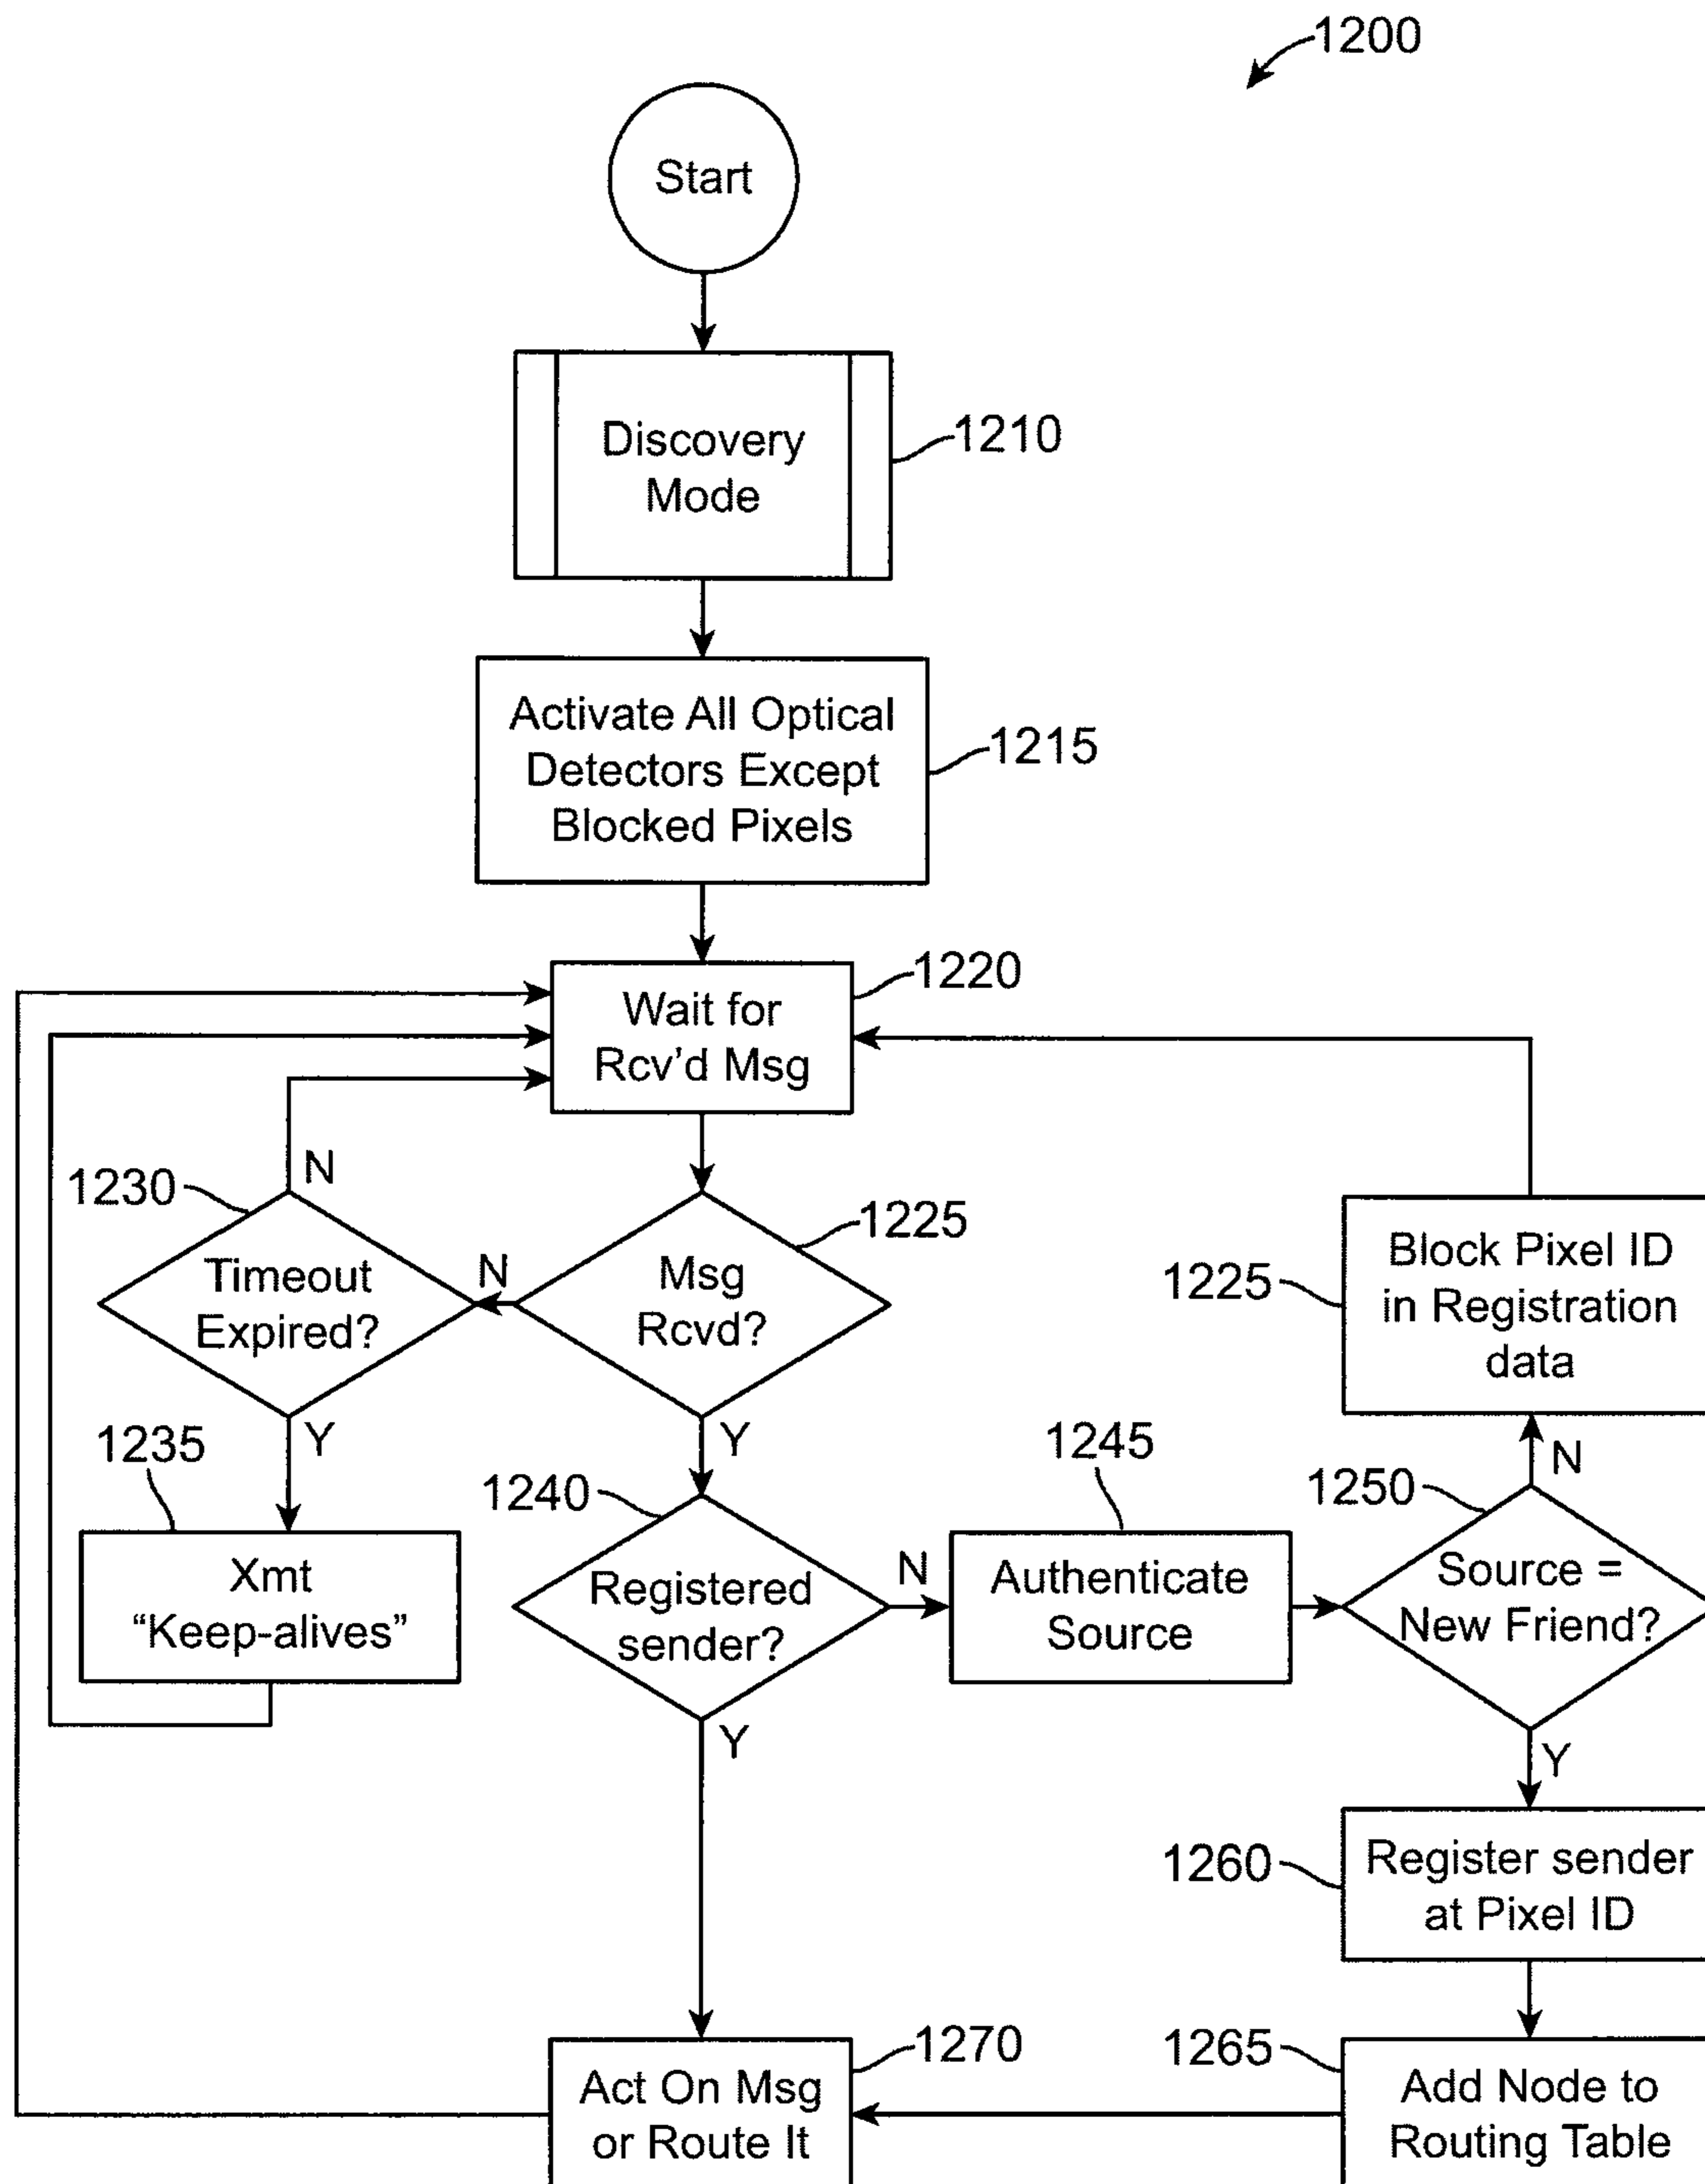 1200
Start
Discovery
Mode
1210
Activate All Optical
Detectors Except
Blocked Pixels
1215
Wait for
Rcv'd Msg
1220
1230
Timeout
Expired?
N
Y
N
Msg
Rcvd?
1225
Y
1235
Xmt
“Keep-alives”
1240
Registered
sender?
N
Y
1245
Authenticate
Source
1250
Source =
New Friend?
N
Y
1225
Block Pixel ID
in Registration
data
1260
Register sender
at Pixel ID
1265
Add Node to
Routing Table
1270
Act On Msg
or Route It